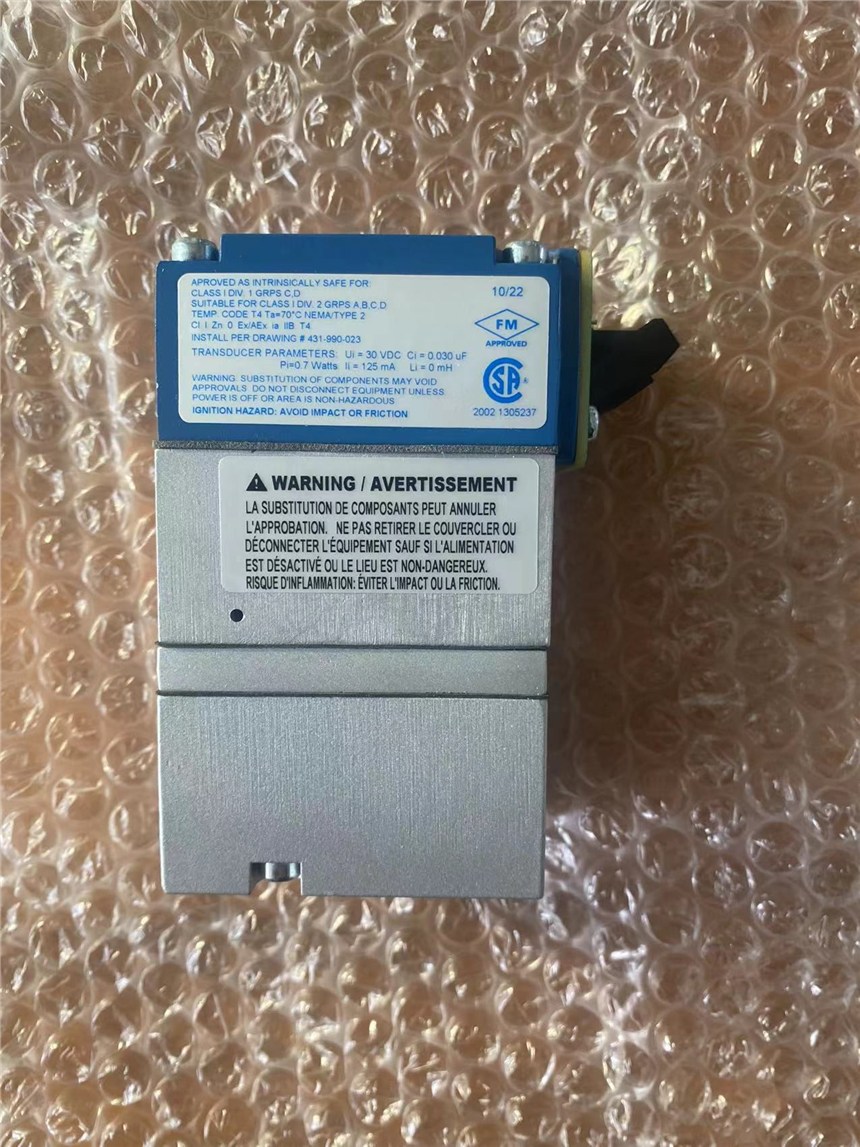 APROVED AS INTRINSICALLY SAFE FOR:
CLASS I DIV. 1 GRPS C,D
SUITABLE FOR CLASS I DIV. 2 GRPS A,B,C,D
TEMP. CODE T4 Ta=70°C NEMA/TYPE 2
Cl I Zn 0 Ex/AEx ia IIB T4
INSTALL PER DRAWING # 431-990-023
10/22
FM
APPROVED
TRANSDUCER PARAMETERS: Ui = 30 VDC Ci = 0.030 uF
Pi=0.7 Watts Ii = 125 mA Li = 0 mH
WARNING: SUBSTITUTION OF COMPONENTS MAY VOID
APPROVALS. DO NOT DISCONNECT EQUIPMENT UNLESS
POWER IS OFF OR AREA IS NON-HAZARDOUS
IGNITION HAZARD: AVOID IMPACT OR FRICTION
SA®
2002 1305237
WARNING / AVERTISSEMENT
LA SUBSTITUTION DE COMPOSANTS PEUT ANNULER
L'APPROBATION. NE PAS RETIRER LE COUVERCLER OU
DÉCONNECTER L'ÉQUIPEMENT SAUF SI L'ALIMENTATION
EST DÉSACTIVÉ OU LE LIEU EST NON-DANGEREUX.
RISQUE D'INFLAMMATION: ÉVITER L'IMPACT OU LA FRICTION.